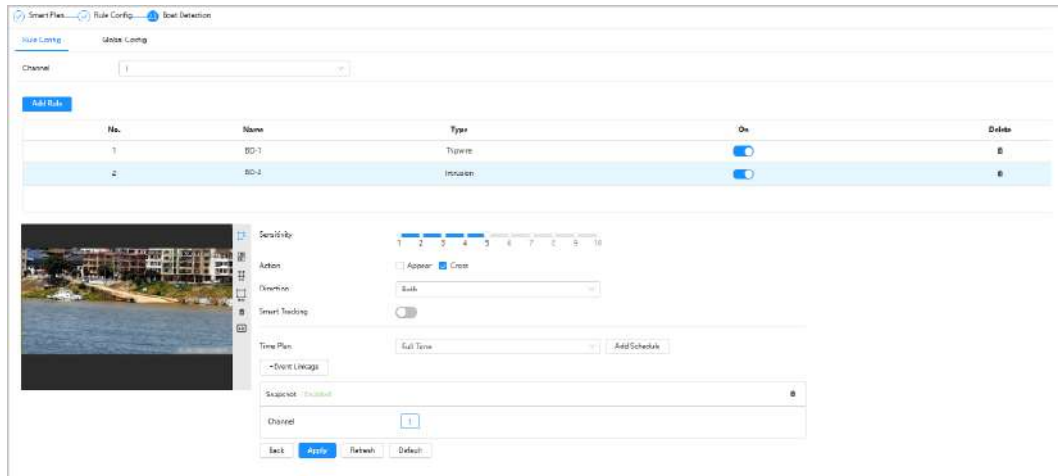 Smart Plan Rule Config Boat Detection
Rule Config Global Config
Channel 1
Add Rule
No. Name Type On Delete
1 BD-1 Tripwire
2 BD-2 Intrusion
Sensitivity
1 2 3 4 5 6 7 8 9 10
Action Appear Cross
Direction Both
Smart Tracking
Time Plan Full Time Add Schedule
+Event Linkage
Snapshot Enabled
Channel 1
Back Apply Refresh Default